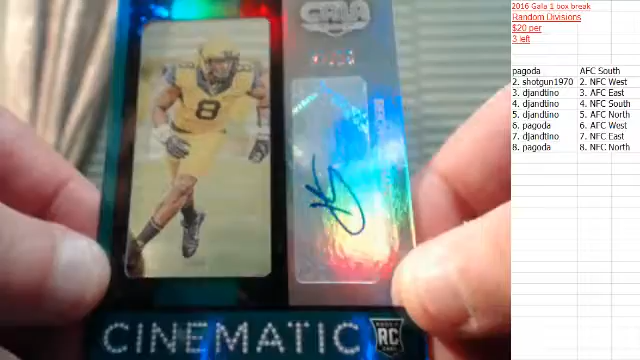 GALA
8
CINEMATIC RC
2016 Gala 1 box break
Random Divisions
$20 per
3 left
pagoda AFC South
2. shotgun1970 2. NFC West
3. djandtino 3. AFC East
4. djandtino 4. NFC South
5. djandtino 5. AFC North
6. pagoda 6. AFC West
7. djandtino 7. NFC East
8. pagoda 8. NFC North